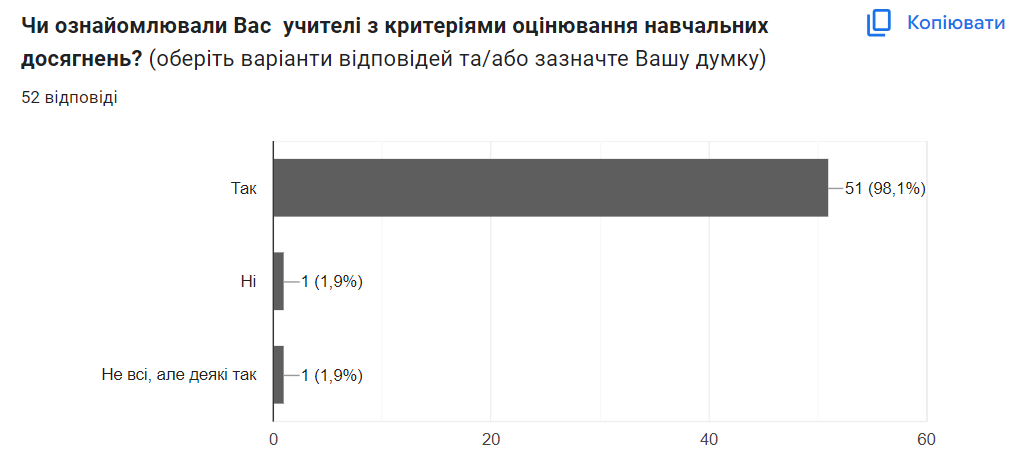 Чи ознайомлювали Вас  учителі з критеріями оцінювання навчальних
досягнень? (оберіть варіанти відповідей та/або зазначте Вашу думку)
Копіювати
52 відповіді
Так
51 (98,1%)
Ні
1 (1,9%)
Не всі, але деякі так
1 (1,9%)
0 20 40 60